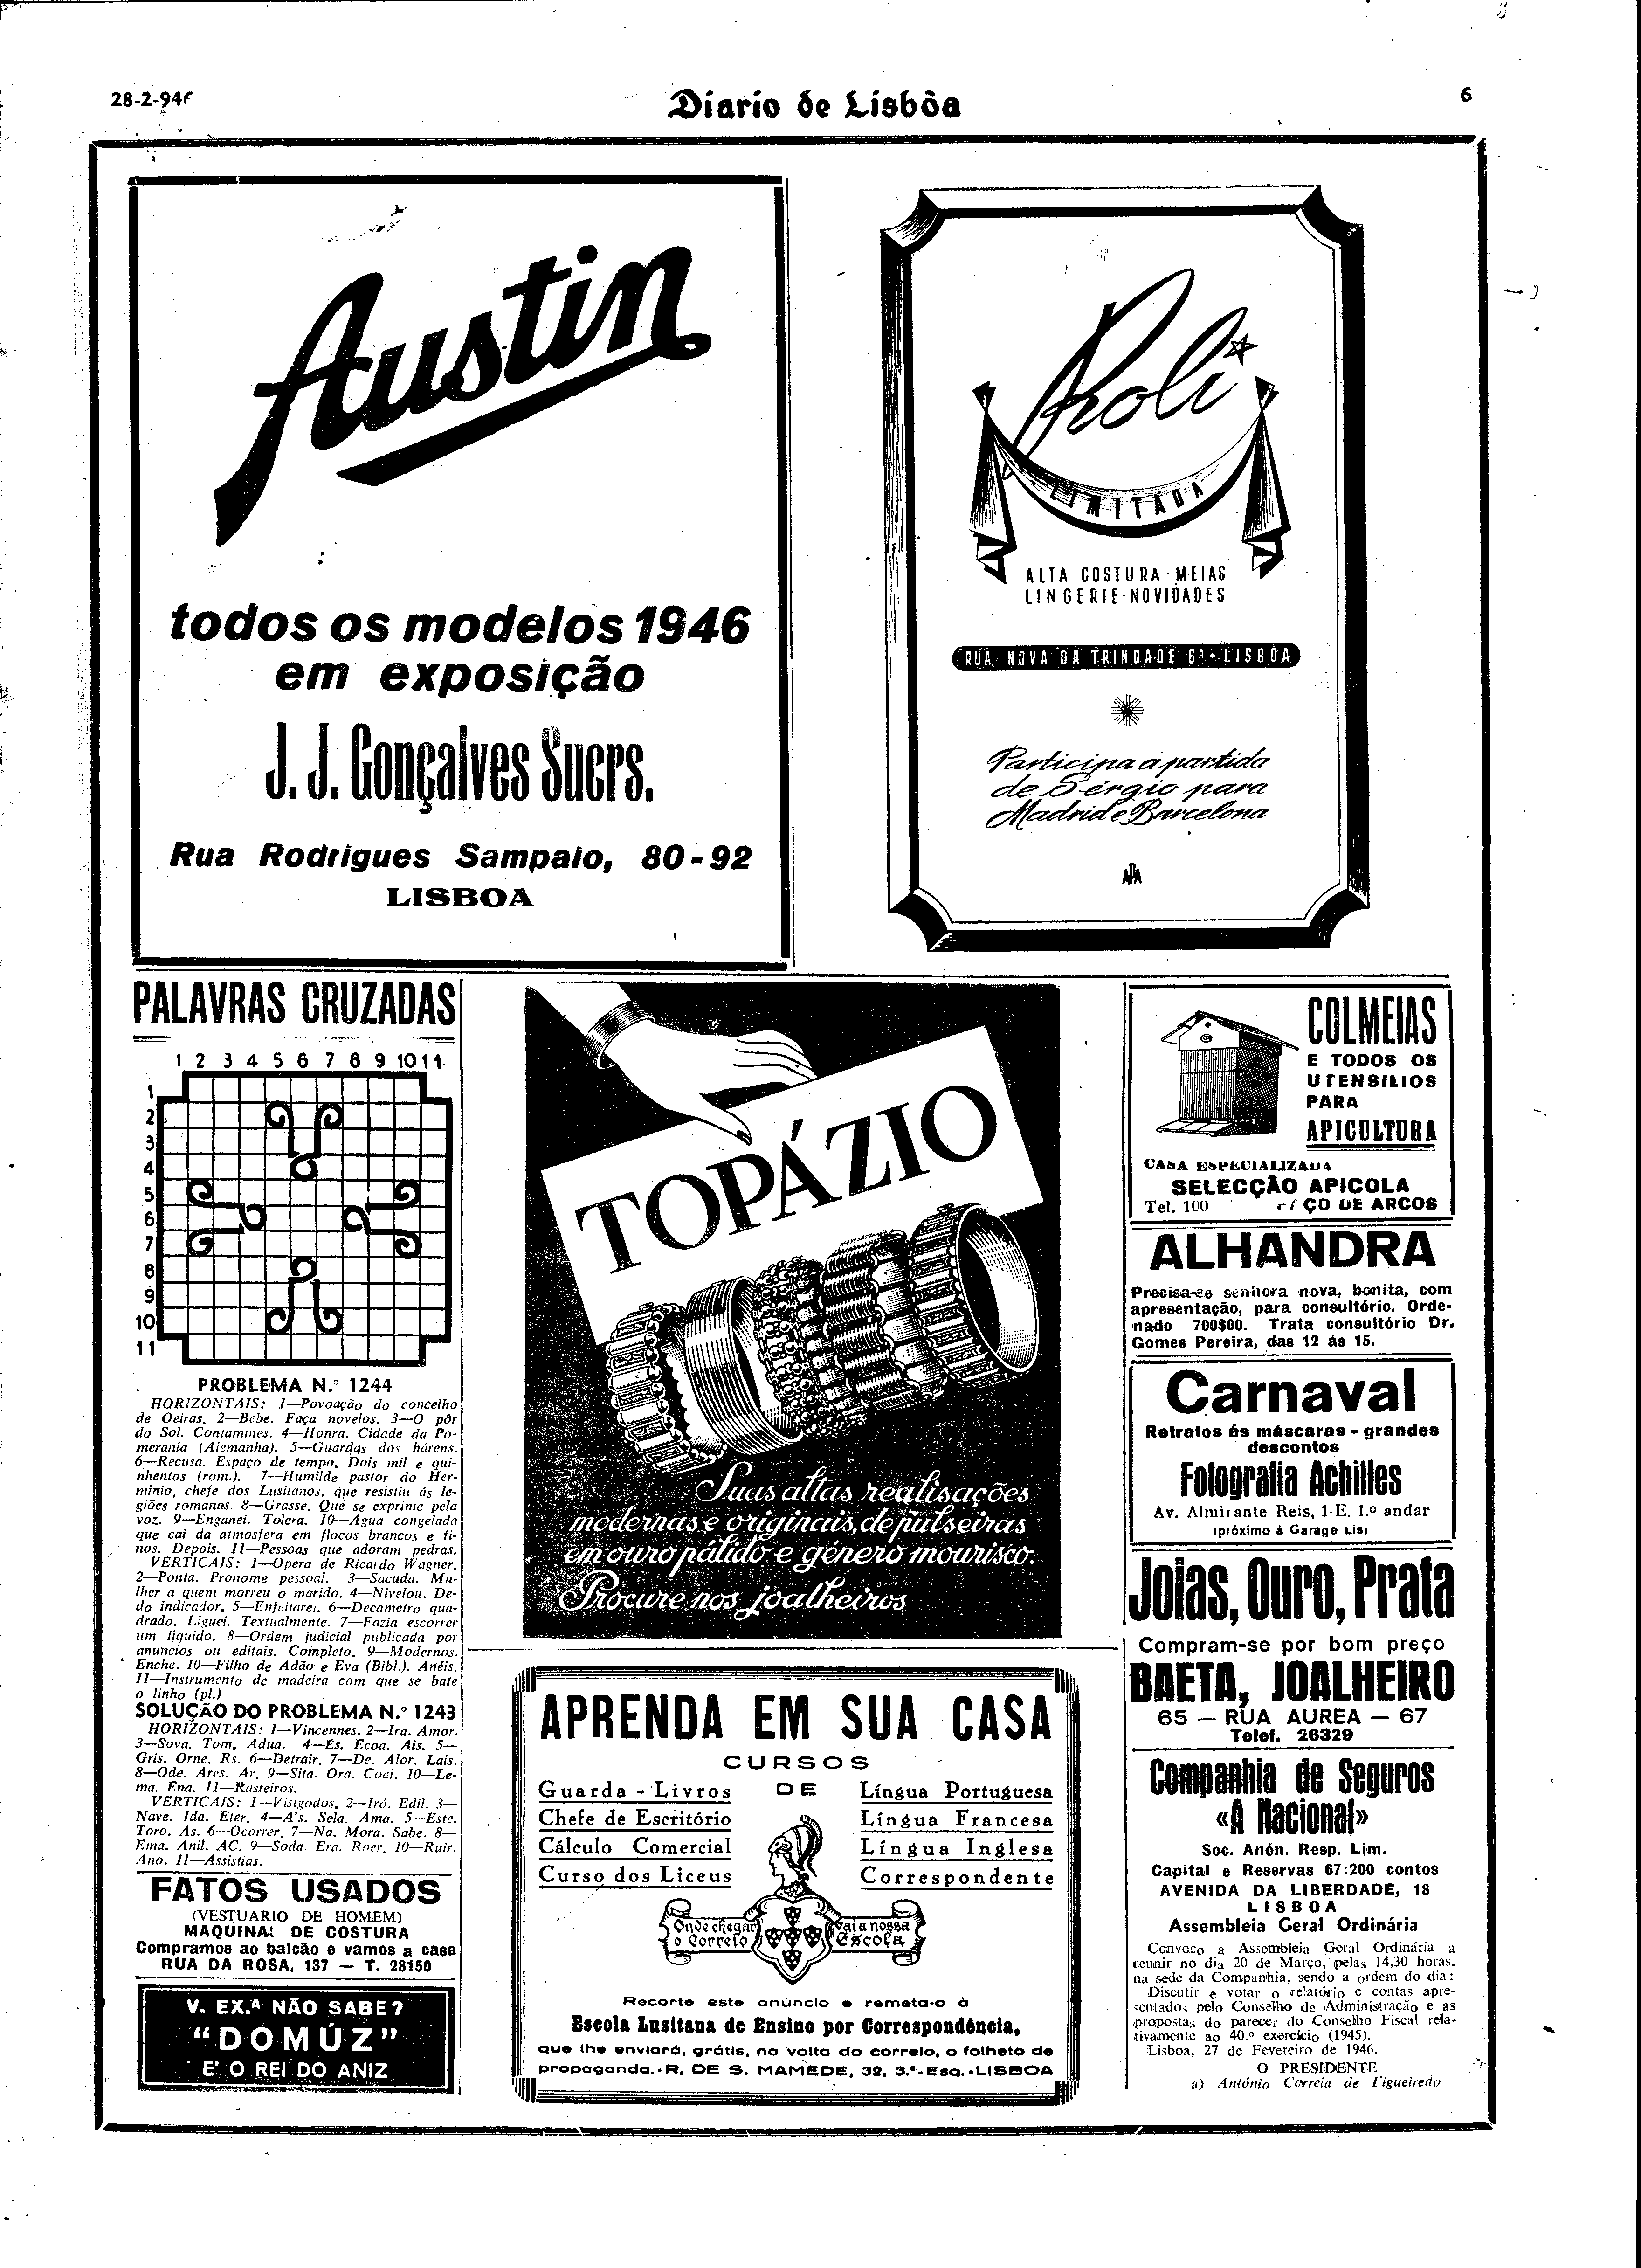 28-2-946
Diario de Lisbôa
6
Austin
todos os modelos 1946
em exposição
J. J. Gonçalves Sucrs.
Rua Rodrigues Sampaio, 80-92
LISBOA
Roli
LIMITADA
ALTA COSTURA·MEIAS
LINGERIE·NOVIDADES
RUA NOVA DA TRINDADE 6ª·LISBOA
Participa a partida
de Sérgio para
Madrid e Barcelona
APA
PALAVRAS CRUZADAS
1 2 3 4 5 6 7 8 9 10 11
1
2
3
4
5
6
7
8
9
10
11
PROBLEMA N.º 1244
HORIZONTAIS: 1—Povoação do concelho
de Oeiras. 2—Bebe. Faça novelos. 3—O pôr
do Sol. Contamines. 4—Honra. Cidade da Po-
merania (Alemanha). 5—Guardas dos hárens.
6—Recusa. Espaço de tempo. Dois mil e qui-
nhentos (rom.). 7—Humilde pastor do Her-
mínio, chefe dos Lusitanos, que resistiu ás le-
giões romanas. 8—Grasse. Que se exprime pela
voz. 9—Enganei. Tolera. 10—Agua congelada
que cai da atmosfera em flocos brancos e fi-
nos. Depois. 11—Pessoas que adoram pedras.
VERTICAIS: 1—Opera de Ricardo Wagner.
2—Ponta. Pronome pessoal. 3—Sacuda. Mu-
lher a quem morreu o marido. 4—Nivelou. De-
do indicador. 5—Enfeitarei. 6—Decametro qua-
drado. Liguei. Textualmente. 7—Fazia escorrer
um líquido. 8—Ordem judicial publicada por
anuncios ou editais. Completo. 9—Modernos.
Enche. 10—Filho de Adão e Eva (Bibl.). Anéis.
11—Instrumento de madeira com que se bate
o linho (pl.)
SOLUÇÃO DO PROBLEMA N.º 1243
HORIZONTAIS: 1—Vincennes. 2—Ira. Amor.
3—Sova. Tom. Adua. 4—És. Ecoa. Ais. 5—
Gris. Orne. Rs. 6—Detrair. 7—De. Alor. Lais.
8—Ode. Ares. Ar. 9—Sita. Ora. Coai. 10—Le-
ma. Ena. 11—Rasteiros.
VERTICAIS: 1—Visigodos. 2—Iró. Edil. 3—
Nave. Ida. Eter. 4—A's. Sela. Ama. 5—Este.
Toro. As. 6—Ocorrer. 7—Na. Mora. Sabe. 8—
Ema. Anil. AC. 9—Soda. Era. Roer. 10—Ruir.
Ano. 11—Assistias.
FATOS USADOS
(VESTUARIO DE HOMEM)
MAQUINAS DE COSTURA
Compramos ao balcão e vamos a casa
RUA DA ROSA, 137 — T. 28150
V. EX.ª NÃO SABE?
"DOMÚZ"
E' O REI DO ANIZ
TOPÁZIO
Suas altas realisações
modernas e originais, de pulseiras
em ouro pálido e género mourisco.
Procure nos joalheiros
APRENDA EM SUA CASA
CURSOS
DE
Guarda-Livros
Chefe de Escritório
Cálculo Comercial
Curso dos Liceus
Língua Portuguesa
Língua Francesa
Língua Inglesa
Correspondente
Onde chegar
o Correio
vai a nossa
Escola
Recorte este anúncio e remeta-o à
Escola Lusitana de Ensino por Correspondência,
que lhe enviará, grátis, na volta do correio, o folheto de
propaganda.-R. DE S. MAMEDE, 32, 3.º-Esq.-LISBOA
COLMEIAS
E TODOS OS
UTENSILIOS
PARA
APICULTURA
CASA ESPECIALIZADA
SELECÇÃO APICOLA
Tel. 100 ÇO DE ARCOS
ALHANDRA
Precisa-se senhora nova, bonita, com
apresentação, para consultório. Orde-
nado 700$00. Trata consultório Dr.
Gomes Pereira, das 12 ás 15.
Carnaval
Retratos ás máscaras - grandes
descontos
Fotografia Achilles
Av. Almirante Reis, 1-E, 1.º andar
(próximo á Garage Lis)
Joias, Ouro, Prata
Compram-se por bom preço
BAETA, JOALHEIRO
65 — RUA AUREA — 67
Telef. 26329
Companhia de Seguros
«A Nacional»
Soc. Anón. Resp. Lim.
Capital e Reservas 67:200 contos
AVENIDA DA LIBERDADE, 18
LISBOA
Assembleia Geral Ordinária
Convoco a Assembleia Geral Ordinária a
reunir no dia 20 de Março, pelas 14,30 horas,
na sede da Companhia, sendo a ordem do dia:
Discutir e votar o relatório e contas apre-
sentados pelo Conselho de Administração e as
propostas do parecer do Conselho Fiscal rela-
tivamente ao 40.º exercício (1945).
Lisboa, 27 de Fevereiro de 1946.
O PRESIDENTE
a) António Correia de Figueiredo